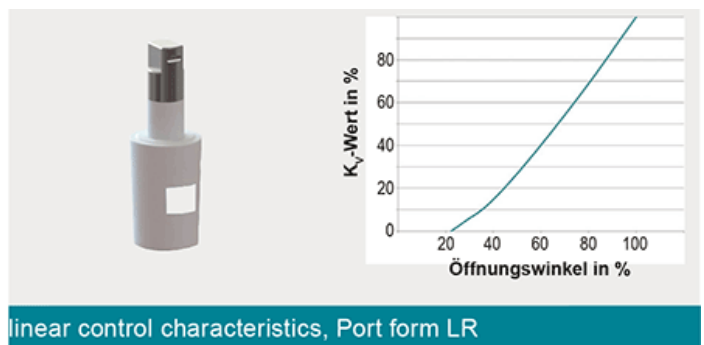 Kv-Wert in %
80
60
40
20
0
20 40 60 80 100
Öffnungswinkel in %
linear control characteristics, Port form LR